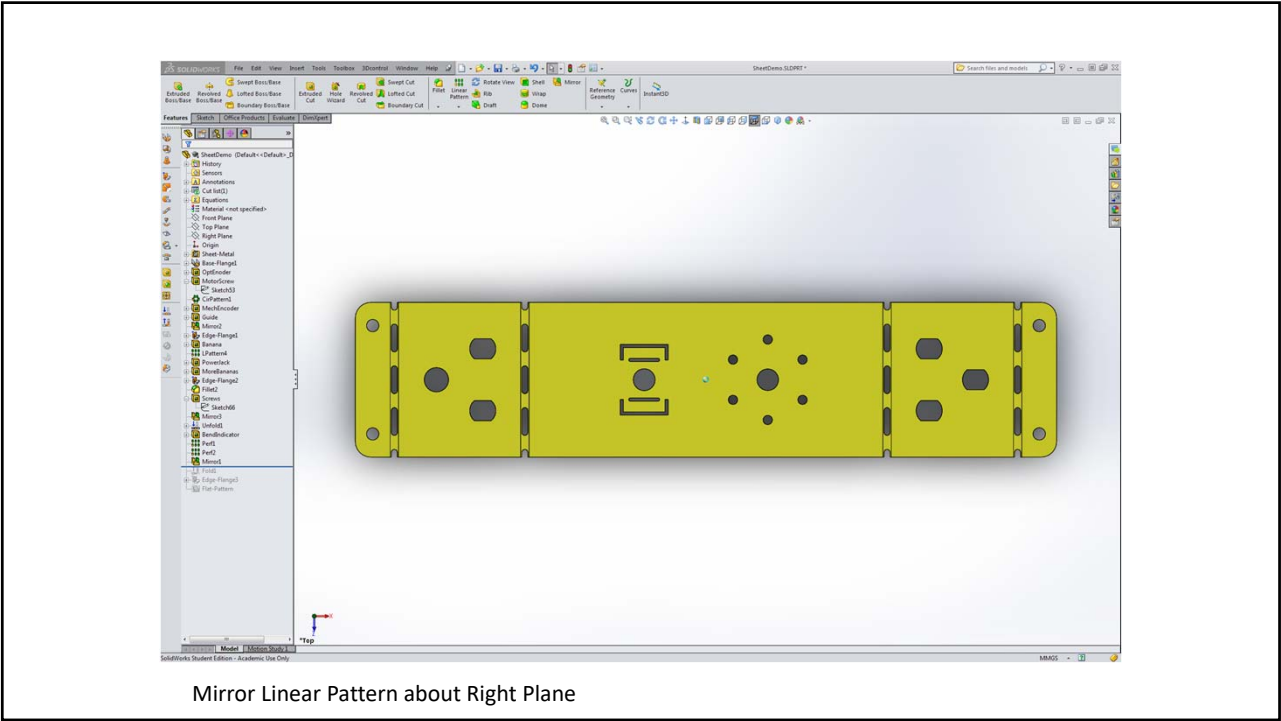 SOLIDWORKS File Edit View Insert Tools Toolbox 3Dcontrol Window Help SheetDemo.SLDPRT * Search files and models
Extruded Boss/Base
Revolved Boss/Base
Swept Boss/Base
Lofted Boss/Base
Boundary Boss/Base
Extruded Cut
Hole Wizard
Revolved Cut
Swept Cut
Lofted Cut
Boundary Cut
Fillet
Linear Pattern
Rotate View
Rib
Draft
Shell
Wrap
Dome
Mirror
Reference Geometry
Curves
Instant3D
Features Sketch Office Products Evaluate DimXpert
SheetDemo (Default<<Default>_D
History
Sensors
Annotations
Cut list(1)
Equations
Material <not specified>
Front Plane
Top Plane
Right Plane
Origin
Sheet-Metal
Base-Flange1
OptEnoder
MotorScrew
Sketch53
CirPattern1
MechEncoder
Guide
Mirror2
Edge-Flange1
Banana
LPattern4
PowerJack
MoreBananas
Edge-Flange2
Fillet2
Screws
Sketch66
Mirror3
Unfold1
BendIndicator
Perf1
Perf2
Mirror1
Fold1
Edge-Flange3
Flat-Pattern
X
Z
*Top
Model Motion Study 1
SolidWorks Student Edition - Academic Use Only MMGS
Mirror Linear Pattern about Right Plane